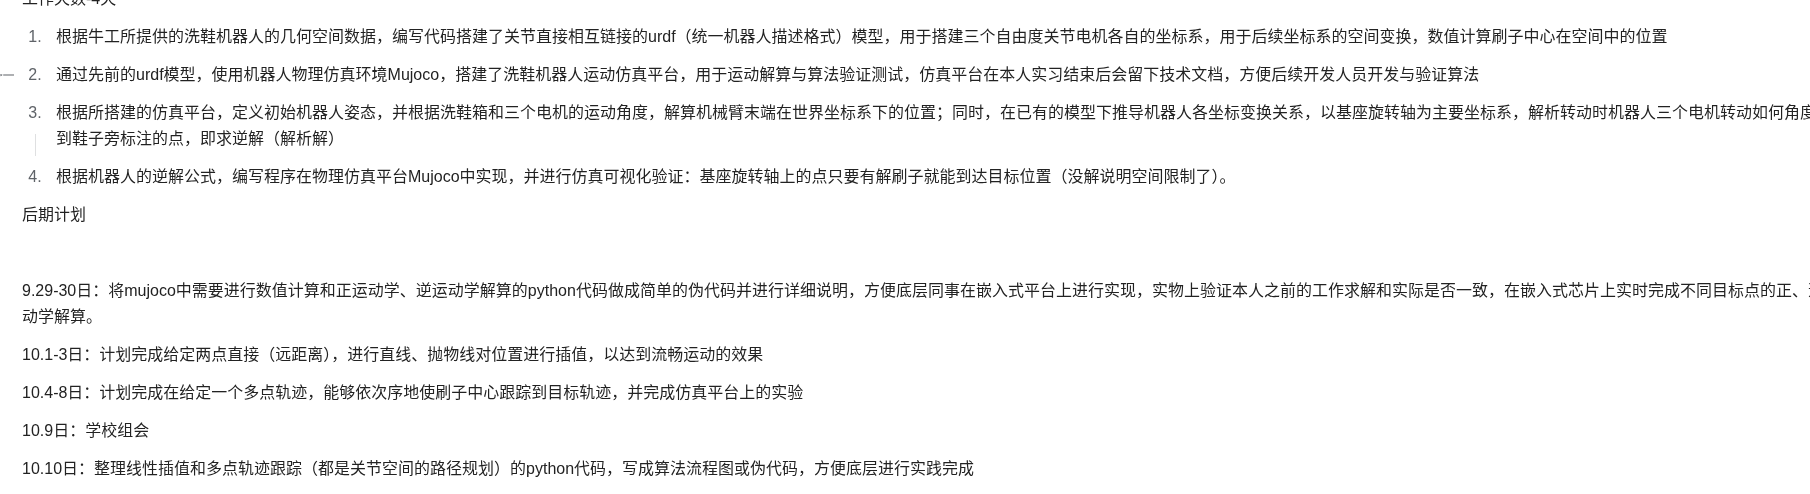 1. 根据牛工所提供的洗鞋机器人的几何空间数据，编写代码搭建了关节直接相互链接的urdf（统一机器人描述格式）模型，用于搭建三个自由度关节电机各自的坐标系，用于后续坐标系的空间变换，数值计算刷子中心在空间中的位置
2. 通过先前的urdf模型，使用机器人物理仿真环境Mujoco，搭建了洗鞋机器人运动仿真平台，用于运动解算与算法验证测试，仿真平台在本人实习结束后会留下技术文档，方便后续开发人员开发与验证算法
3. 根据所搭建的仿真平台，定义初始机器人姿态，并根据洗鞋箱和三个电机的运动角度，解算机械臂末端在世界坐标系下的位置；同时，在已有的模型下推导机器人各坐标变换关系，以基座旋转轴为主要坐标系，解析转动时机器人三个电机转动如何角度
到鞋子旁标注的点，即求逆解（解析解）
4. 根据机器人的逆解公式，编写程序在物理仿真平台Mujoco中实现，并进行仿真可视化验证：基座旋转轴上的点只要有解刷子就能到达目标位置（没解说明空间限制了）。
后期计划
9.29-30日：将mujoco中需要进行数值计算和正运动学、逆运动学解算的python代码做成简单的伪代码并进行详细说明，方便底层同事在嵌入式平台上进行实现，实物上验证本人之前的工作求解和实际是否一致，在嵌入式芯片上实时完成不同目标点的正、
动学解算。
10.1-3日：计划完成给定两点直接（远距离），进行直线、抛物线对位置进行插值，以达到流畅运动的效果
10.4-8日：计划完成在给定一个多点轨迹，能够依次序地使刷子中心跟踪到目标轨迹，并完成仿真平台上的实验
10.9日：学校组会
10.10日：整理线性插值和多点轨迹跟踪（都是关节空间的路径规划）的python代码，写成算法流程图或伪代码，方便底层进行实践完成